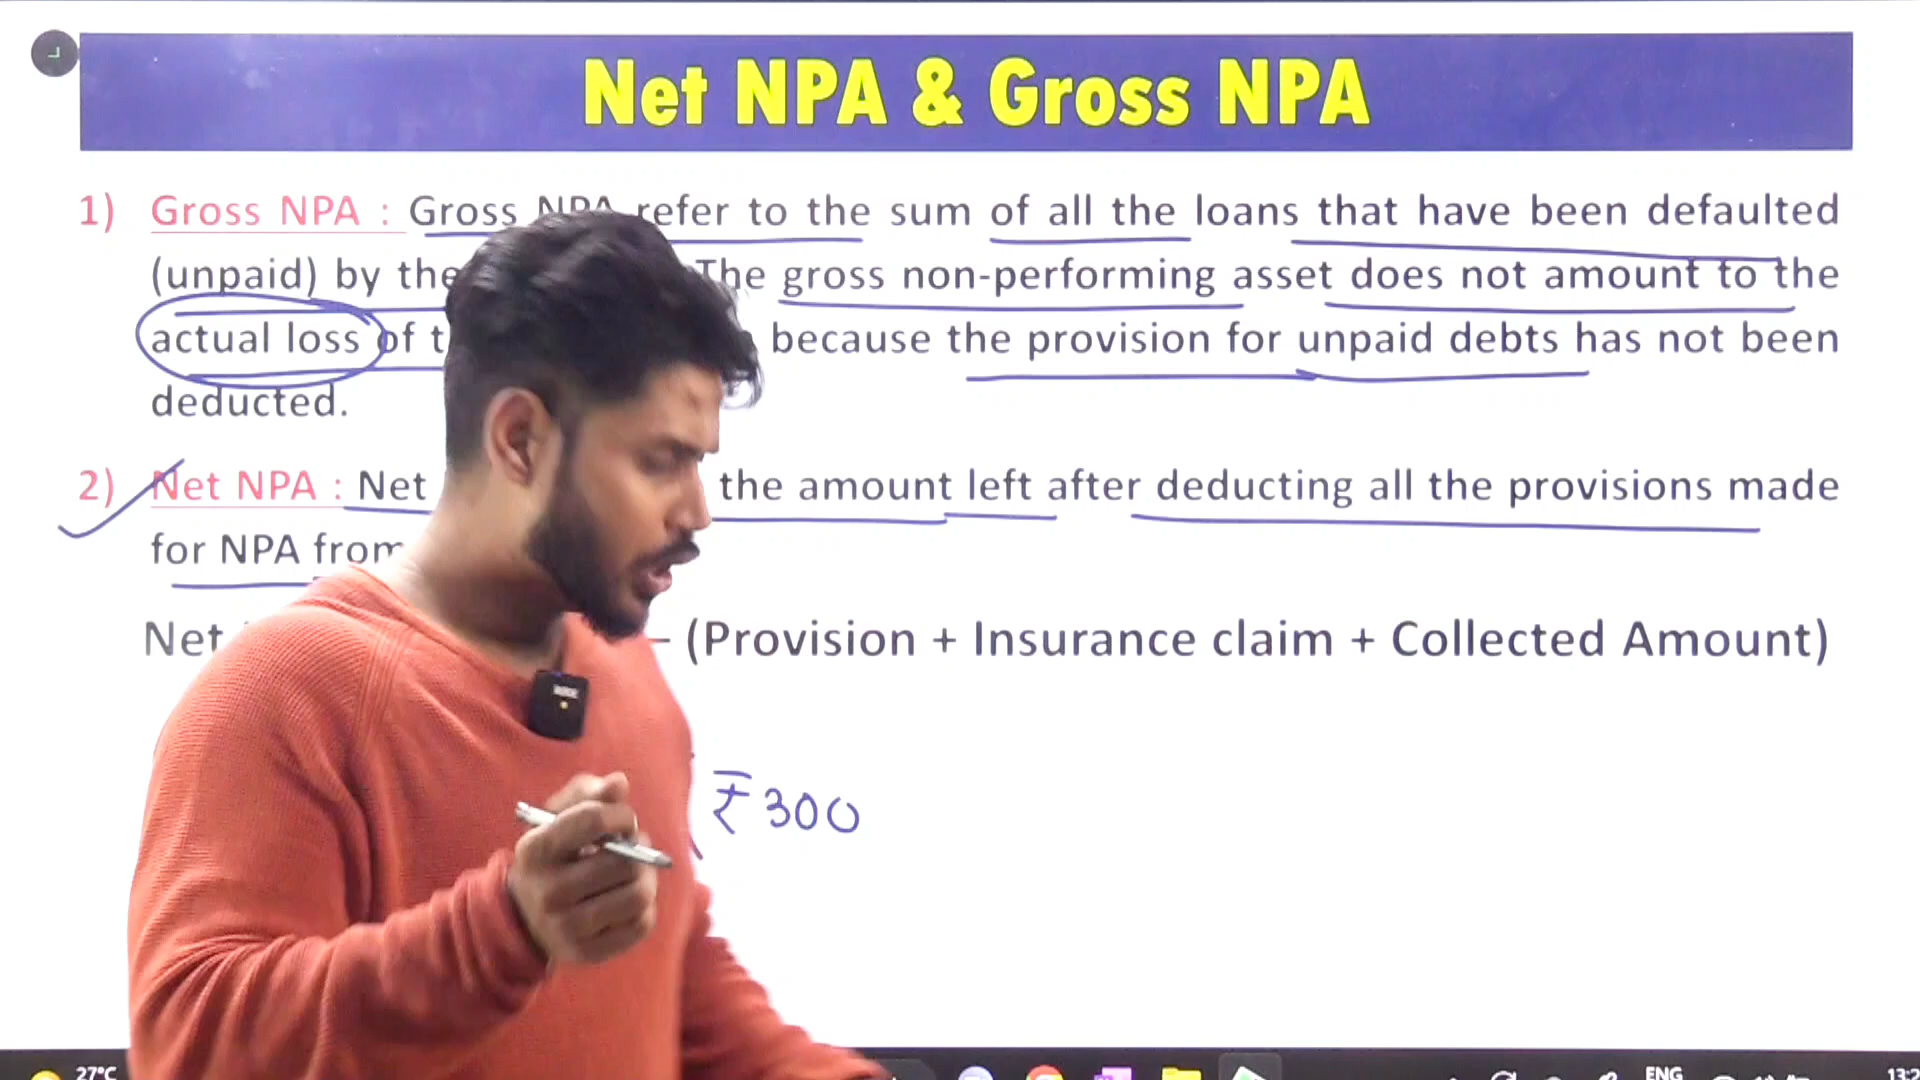 Net NPA & Gross NPA
1) Gross NPA : Gross NPA refer to the sum of all the loans that have been defaulted
(unpaid) by the The gross non-performing asset does not amount to the
actual loss of because the provision for unpaid debts has not been
deducted.
2) Net NPA : Net the amount left after deducting all the provisions made
for NPA from
Net – (Provision + Insurance claim + Collected Amount)
₹ 300
27°C
ENG